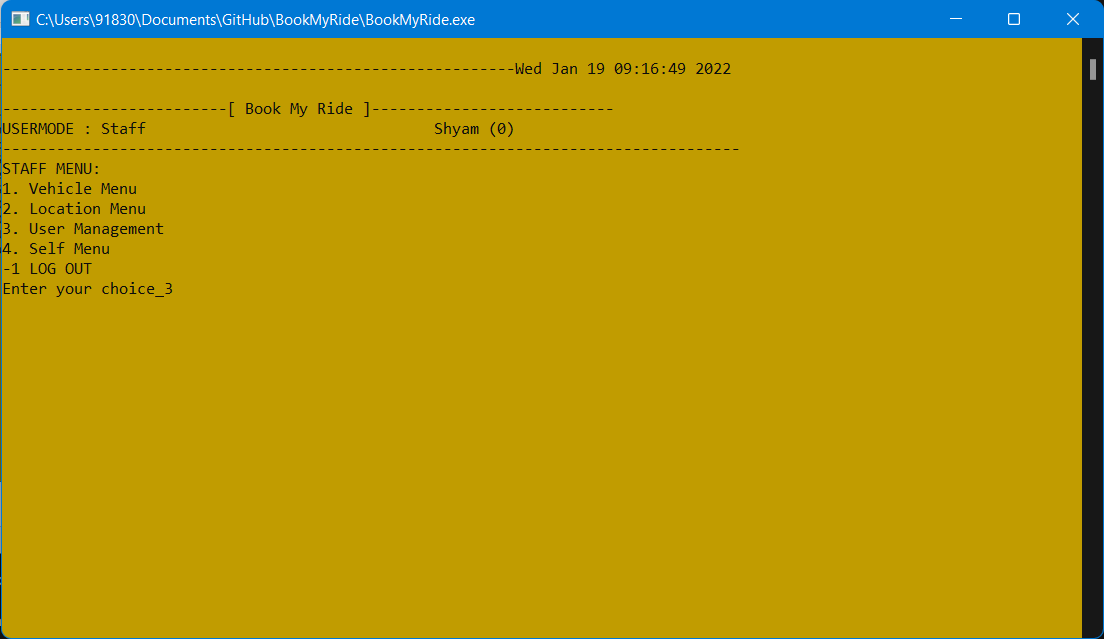 C:\Users\91830\Documents\GitHub\BookMyRide\BookMyRide.exe
---------------------------------------------------------Wed Jan 19 09:16:49 2022
-------------------------[ Book My Ride ]---------------------------
USERMODE : Staff                                Shyam (0)
----------------------------------------------------------------------------------
STAFF MENU:
1. Vehicle Menu
2. Location Menu
3. User Management
4. Self Menu
-1 LOG OUT
Enter your choice_3